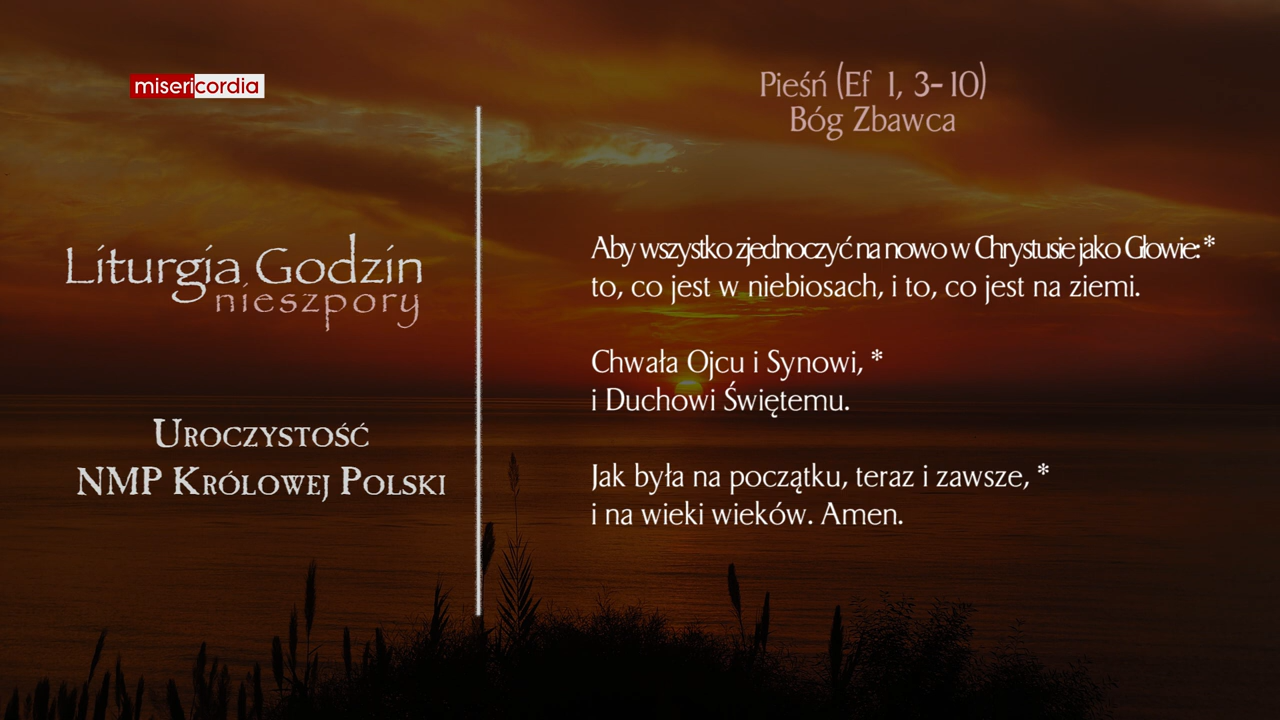 misericordia
Liturgia Godzin
nieszpory
Uroczystość
NMP Królowej Polski
Pieśń (Ef 1, 3-10)
Bóg Zbawca
Aby wszystko zjednoczyć na nowo w Chrystusie jako Głowie: *
to, co jest w niebiosach, i to, co jest na ziemi.
Chwała Ojcu i Synowi, *
i Duchowi Świętemu.
Jak była na początku, teraz i zawsze, *
i na wieki wieków. Amen.